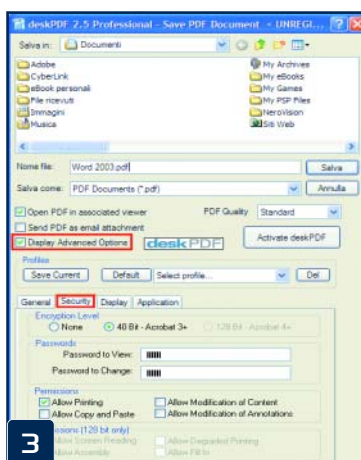 deskPDF 2.5 Professional - Save PDF Document - UNREGI...
Salva in: Documenti
Adobe
CyberLink
eBook personali
File ricevuti
Immagini
Musica
My Archives
My eBooks
My Games
My PSP Files
NeroVision
Siti Web
Nome file: Word 2003.pdf Salva
Salva come: PDF Documents (*.pdf) Annulla
Open PDF in associated viewer PDF Quality Standard
Send PDF as email attachment
Display Advanced Options deskPDF Activate deskPDF
Profiles
Save Current Default Select profile... Del
General Security Display Application
Encryption Level
None 40 Bit - Acrobat 3+ 128 Bit - Acrobat 4+
Passwords
Password to View:
Password to Change:
Permissions
Allow Printing Allow Modification of Content
Allow Copy and Paste Allow Modification of Annotations
ssions (128 bit only)
Allow Screen Reading Allow Degraded Printing
Allow Assembly Allow Fill In
3